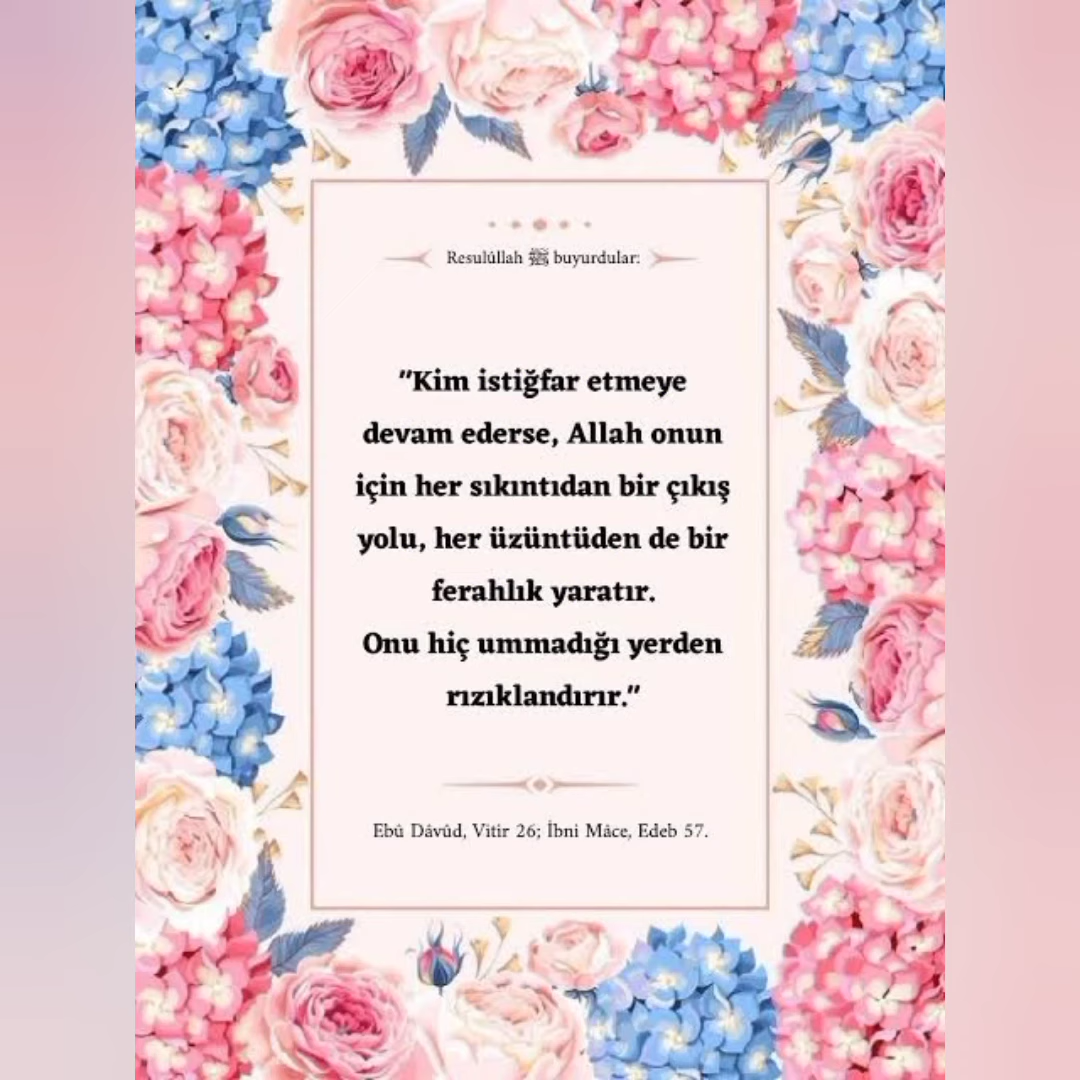 Resulûllah ﷺ buyurdular:
"Kim istiğfar etmeye
devam ederse, Allah onun
için her sıkıntıdan bir çıkış
yolu, her üzüntüden de bir
ferahlık yaratır.
Onu hiç ummadığı yerden
rızıklandırır."
Ebû Dâvûd, Vitir 26; İbni Mâce, Edeb 57.